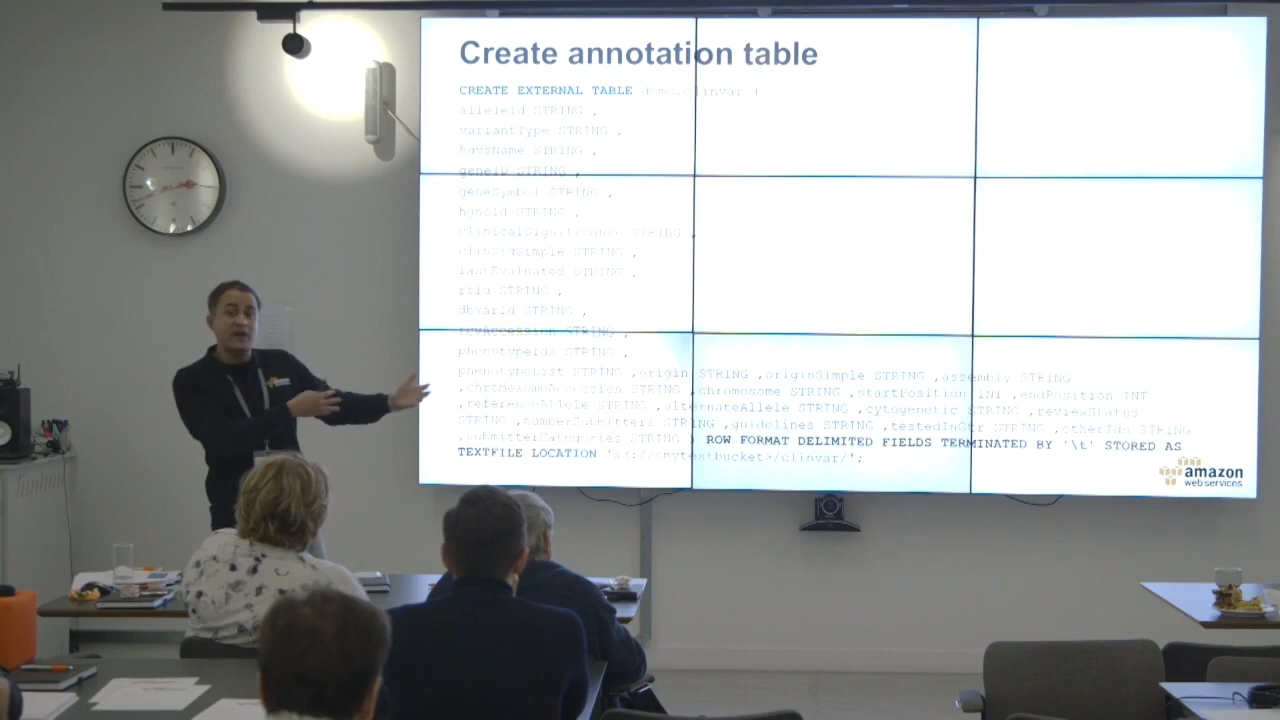 Create annotation table
CREATE EXTERNAL TABLE demo.clinvar (
alleleId STRING ,
variantType STRING ,
hgvsName STRING ,
geneID STRING ,
geneSymbol STRING ,
hgncId STRING ,
clinicalSignificance STRING ,
clinSigSimple STRING ,
lastEvaluated STRING ,
rsid STRING ,
dbvarId STRING ,
rcvAccession STRING ,
phenotypeIds STRING ,
phenotypeList STRING ,origin STRING ,originSimple STRING ,assembly STRING
,chromosomeAccession STRING ,chromosome STRING ,startPosition INT ,endPosition INT
,referenceAllele STRING ,alternateAllele STRING ,cytogenetic STRING ,reviewStatus
STRING ,numberSubmitters STRING ,guidelines STRING ,testedInGtr STRING ,otherIds STRING
,submitterCategories STRING ) ROW FORMAT DELIMITED FIELDS TERMINATED BY '\t' STORED AS
TEXTFILE LOCATION 's3://<mytestbucket>/clinvar/';
amazon
web services
amazon